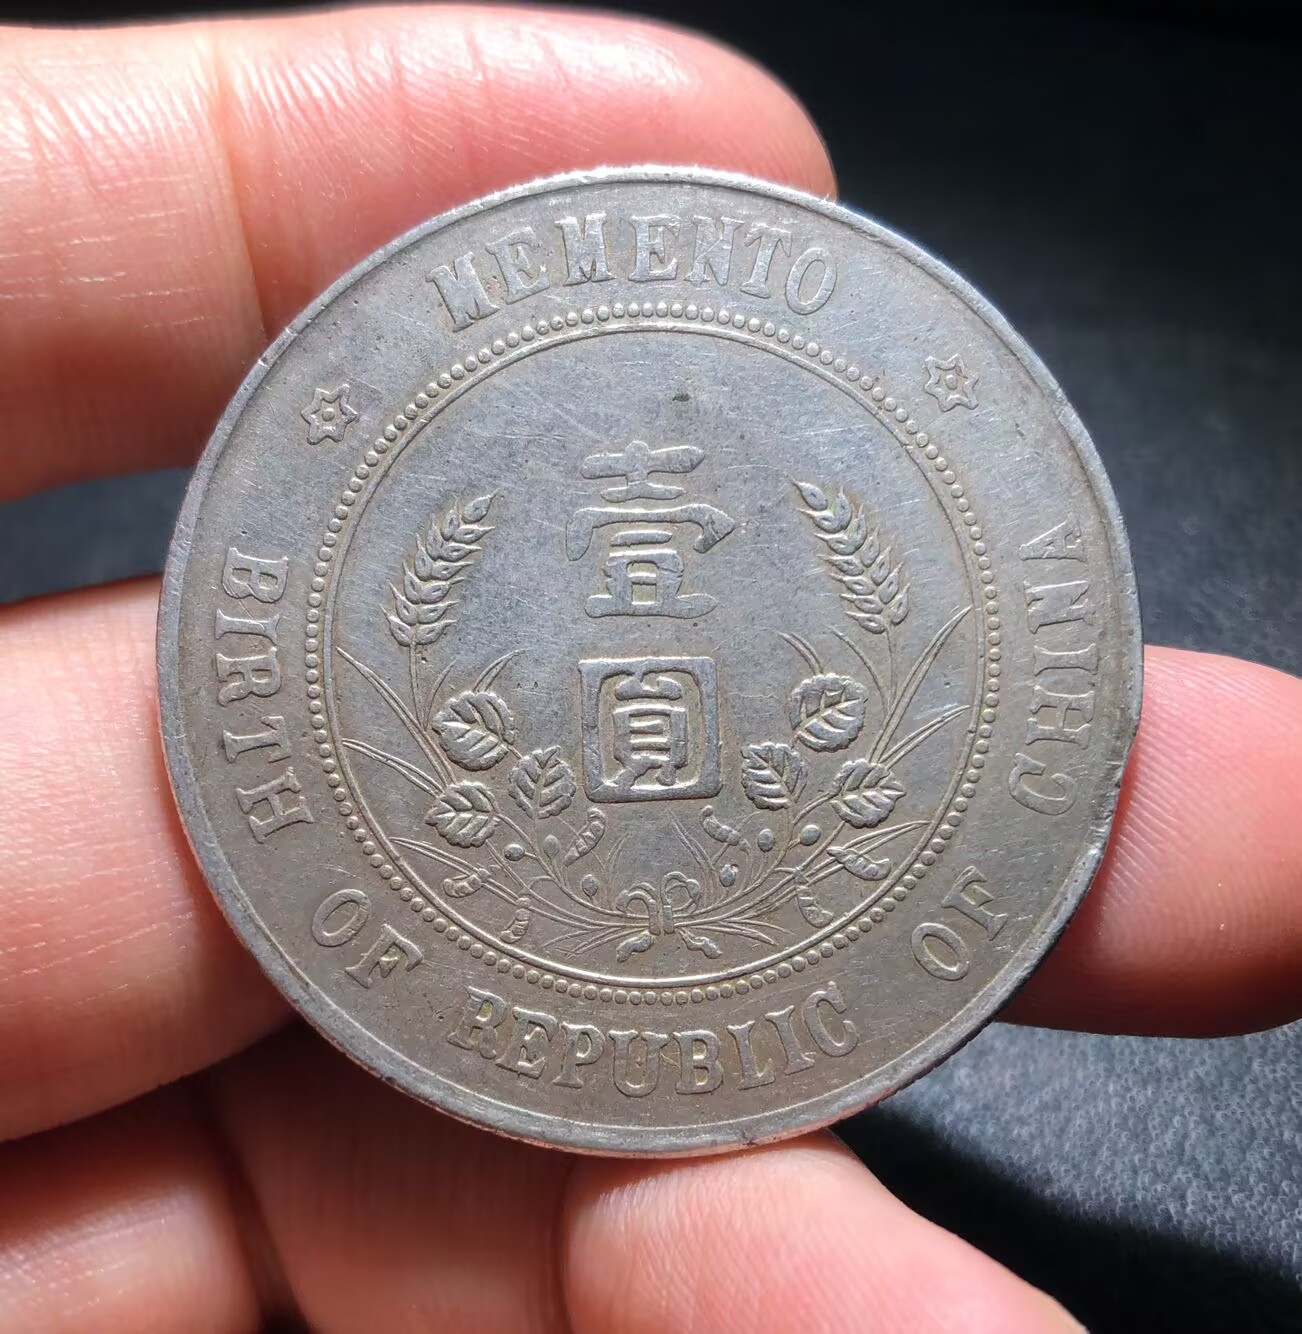 MEMENTO
壹
圓
BIRTH OF REPUBLIC OF CHINA